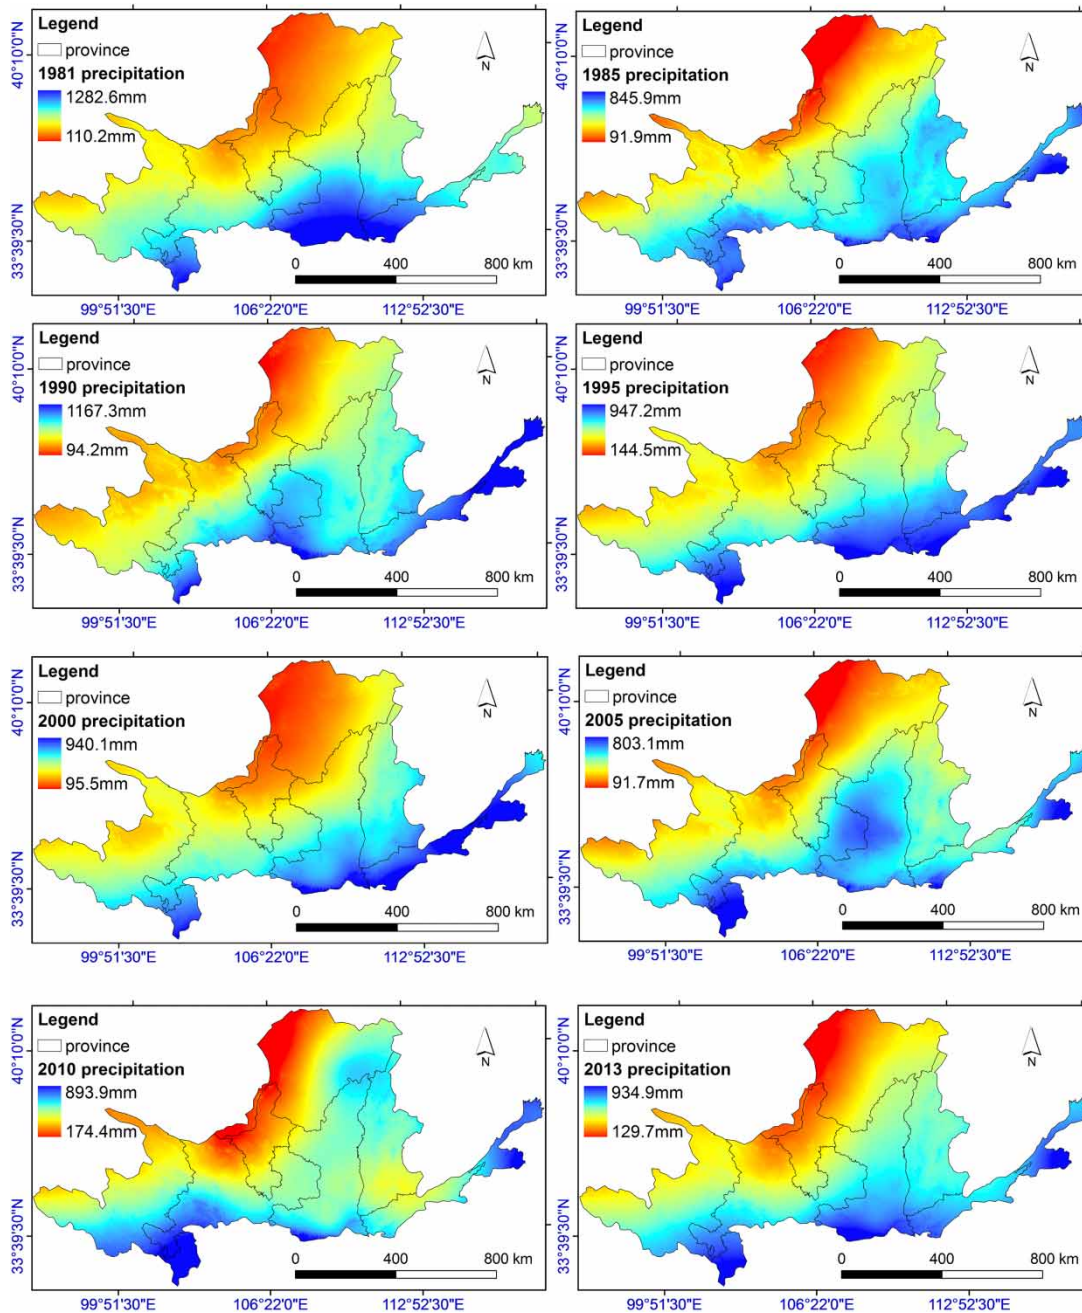 Legend
province
1981 precipitation
1282.6mm
110.2mm
N
40°10'0"N
33°39'30"N
0 400 800 km
99°51'30"E 106°22'0"E 112°52'30"E
Legend
province
1985 precipitation
845.9mm
91.9mm
N
40°10'0"N
33°39'30"N
0 400 800 km
99°51'30"E 106°22'0"E 112°52'30"E
Legend
province
1990 precipitation
1167.3mm
94.2mm
N
40°10'0"N
33°39'30"N
0 400 800 km
99°51'30"E 106°22'0"E 112°52'30"E
Legend
province
1995 precipitation
947.2mm
144.5mm
N
40°10'0"N
33°39'30"N
0 400 800 km
99°51'30"E 106°22'0"E 112°52'30"E
Legend
province
2000 precipitation
940.1mm
95.5mm
N
40°10'0"N
33°39'30"N
0 400 800 km
99°51'30"E 106°22'0"E 112°52'30"E
Legend
province
2005 precipitation
803.1mm
91.7mm
N
40°10'0"N
33°39'30"N
0 400 800 km
99°51'30"E 106°22'0"E 112°52'30"E
Legend
province
2010 precipitation
893.9mm
174.4mm
N
40°10'0"N
33°39'30"N
0 400 800 km
99°51'30"E 106°22'0"E 112°52'30"E
Legend
province
2013 precipitation
934.9mm
129.7mm
N
40°10'0"N
33°39'30"N
0 400 800 km
99°51'30"E 106°22'0"E 112°52'30"E